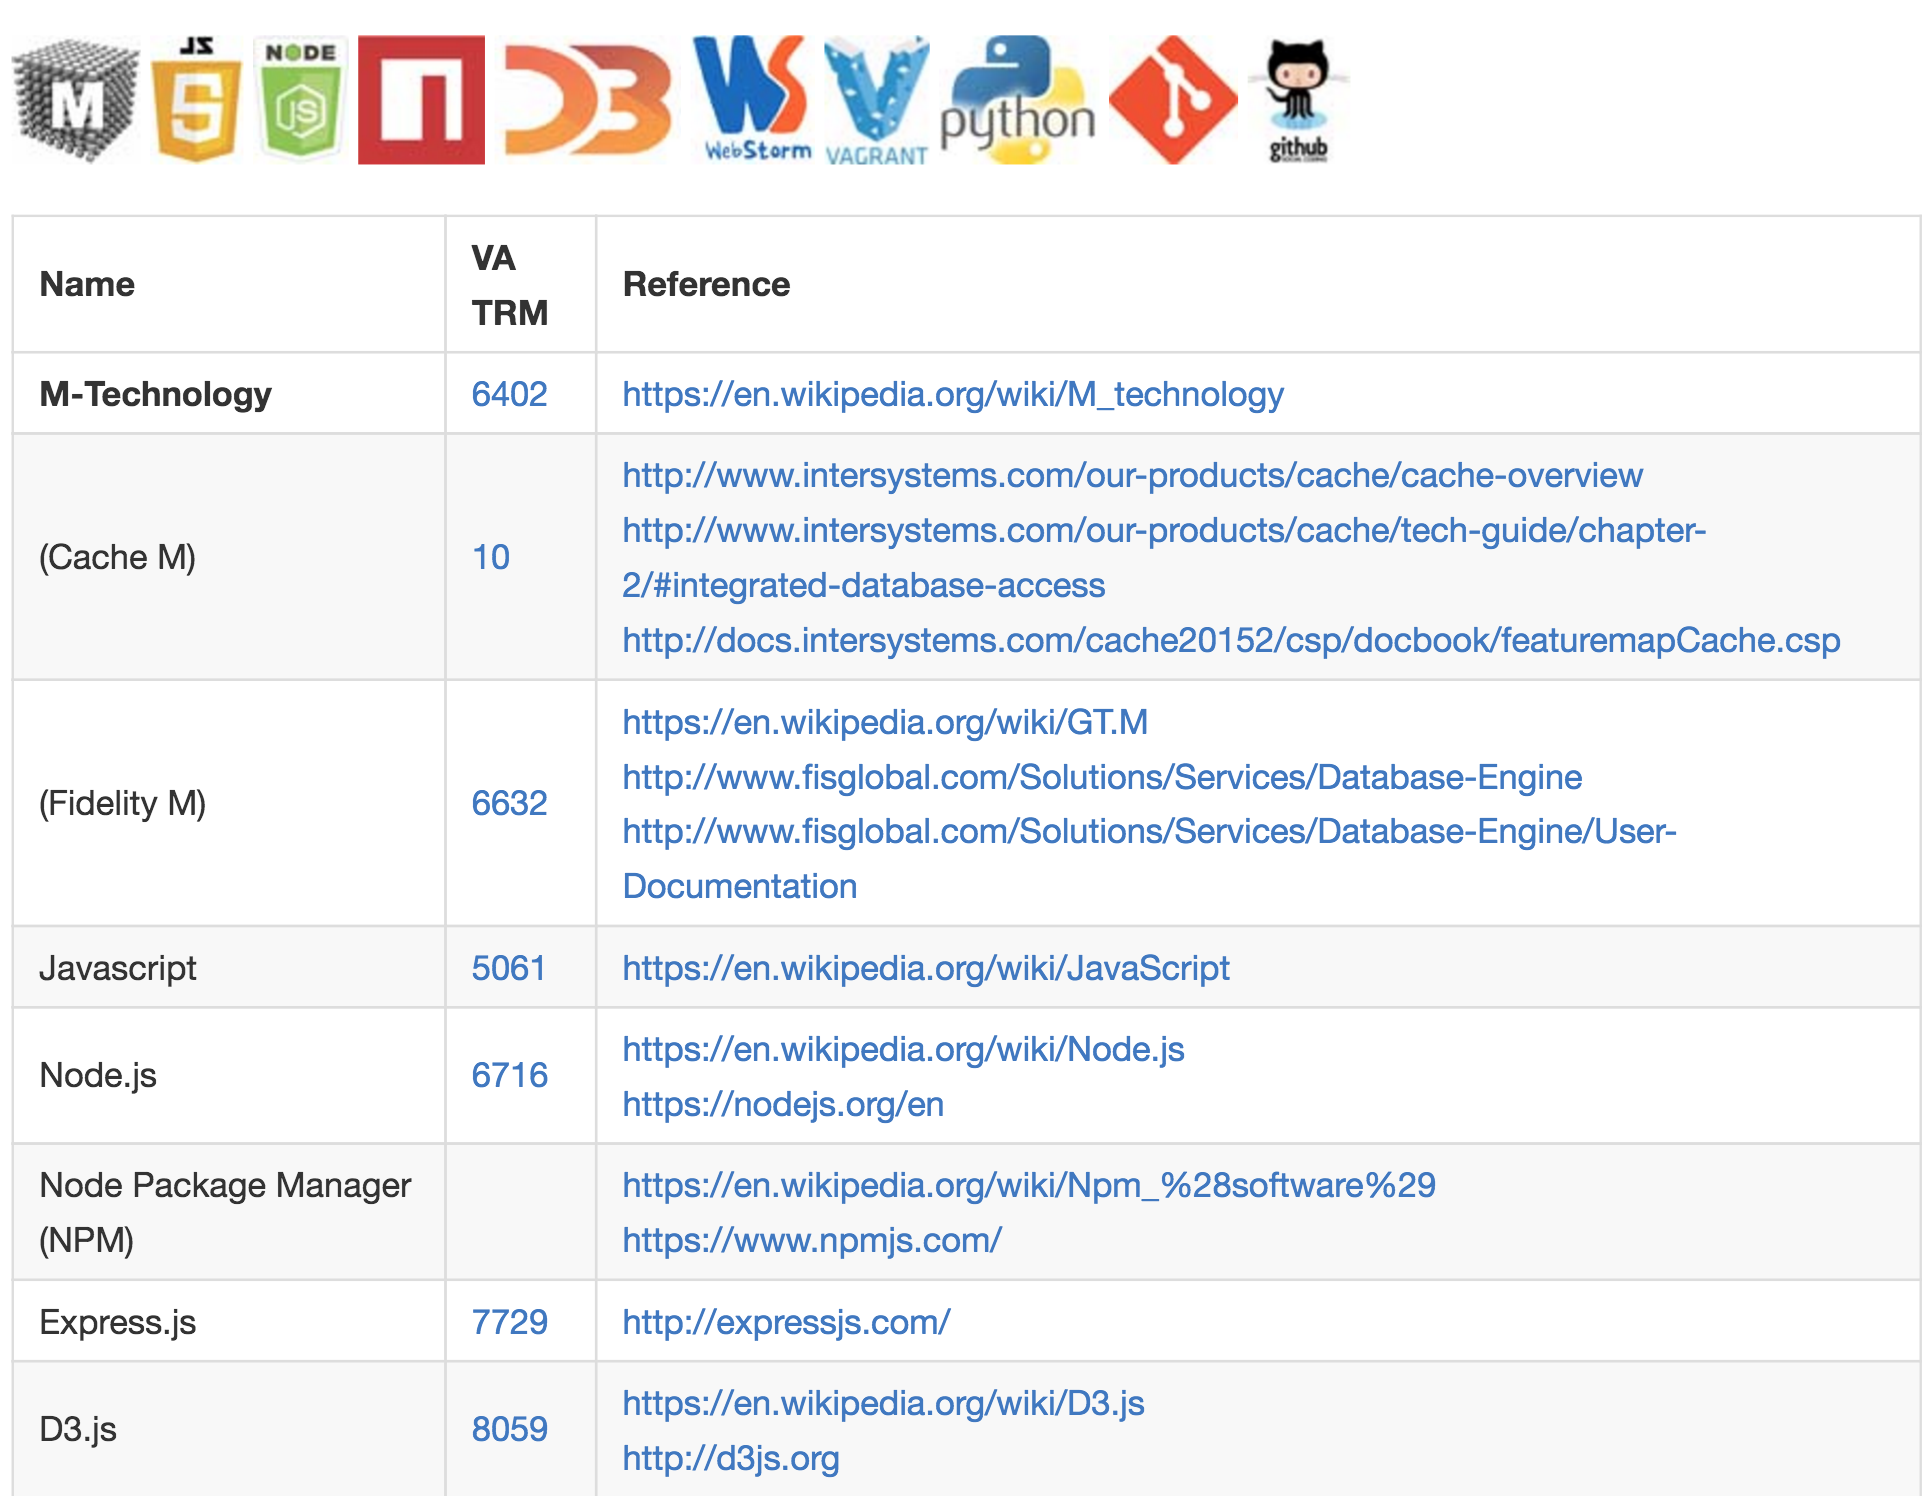 M
JS
NODE
JS
n
D3
WS
WebStorm
V
VAGRANT
python
github
SOCIAL CODING
Name
VA
TRM
Reference
M-Technology
6402
https://en.wikipedia.org/wiki/M_technology
(Cache M)
10
http://www.intersystems.com/our-products/cache/cache-overview
http://www.intersystems.com/our-products/cache/tech-guide/chapter-
2/#integrated-database-access
http://docs.intersystems.com/cache20152/csp/docbook/featuremapCache.csp
(Fidelity M)
6632
https://en.wikipedia.org/wiki/GT.M
http://www.fisglobal.com/Solutions/Services/Database-Engine
http://www.fisglobal.com/Solutions/Services/Database-Engine/User-
Documentation
Javascript
5061
https://en.wikipedia.org/wiki/JavaScript
Node.js
6716
https://en.wikipedia.org/wiki/Node.js
https://nodejs.org/en
Node Package Manager
(NPM)
https://en.wikipedia.org/wiki/Npm_%28software%29
https://www.npmjs.com/
Express.js
7729
http://expressjs.com/
D3.js
8059
https://en.wikipedia.org/wiki/D3.js
http://d3js.org